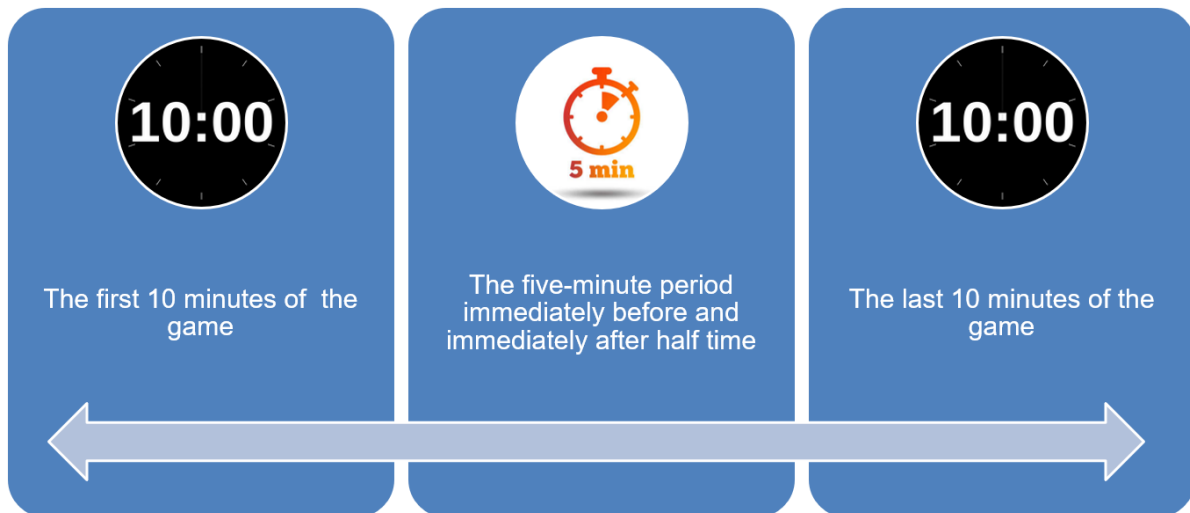 10:00
The first 10 minutes of  the
game
5 min
The five-minute period
immediately before and
immediately after half time
10:00
The last 10 minutes of the
game